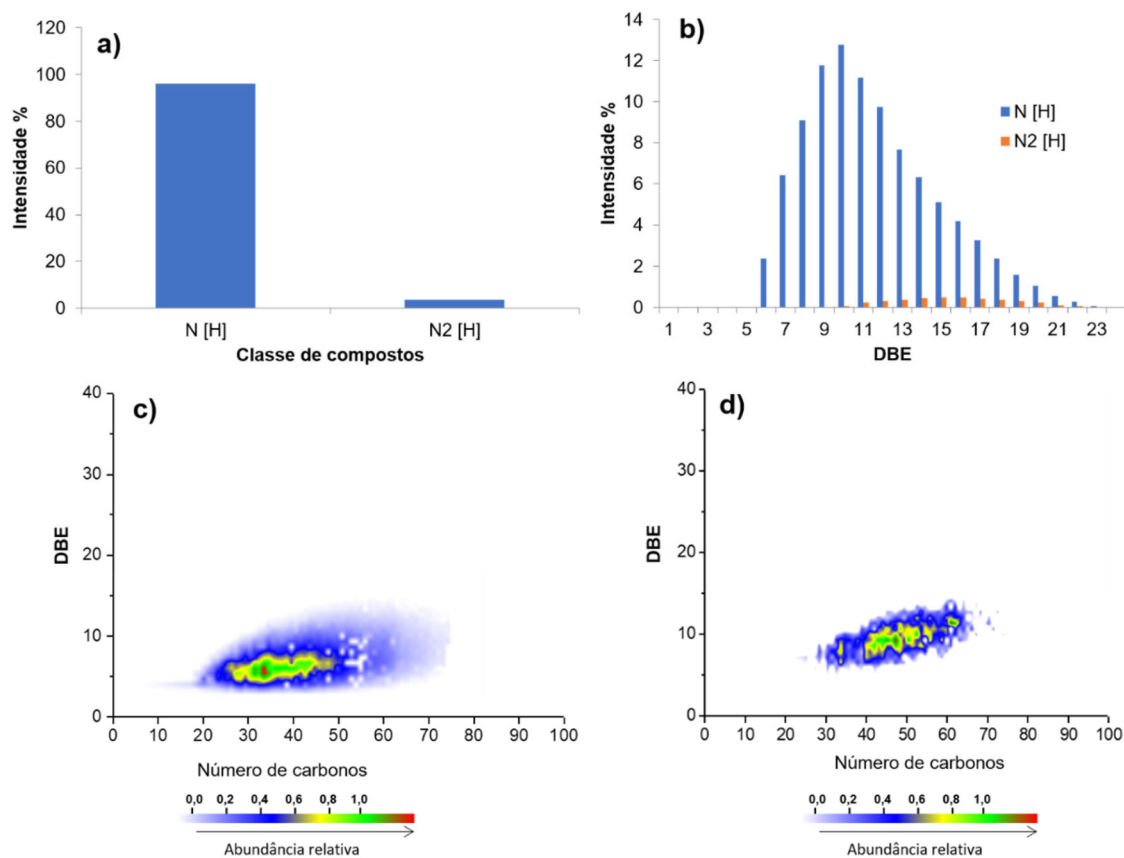 a)
120
100
80
60
40
20
0
Intensidade %
N [H]
N2 [H]
Classe de compostos
b)
14
12
10
8
6
4
2
0
Intensidade %
N [H]
N2 [H]
1 3 5 7 9 11 13 15 17 19 21 23
DBE
c)
40
30
20
10
0
DBE
0 10 20 30 40 50 60 70 80 90 100
Número de carbonos
0,0 0,2 0,4 0,6 0,8 1,0
Abundância relativa
d)
40
30
20
10
0
DBE
0 10 20 30 40 50 60 70 80 90 100
Número de carbonos
0,0 0,2 0,4 0,6 0,8 1,0
Abundância relativa